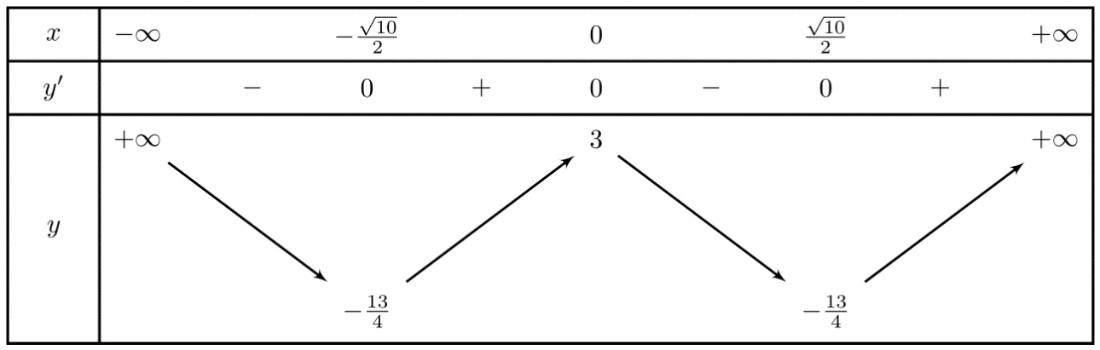 x −∞ −√10/2 0 √10/2 +∞
y′ − 0 + 0 − 0 +
+∞ 3 +∞
y
−13/4 −13/4